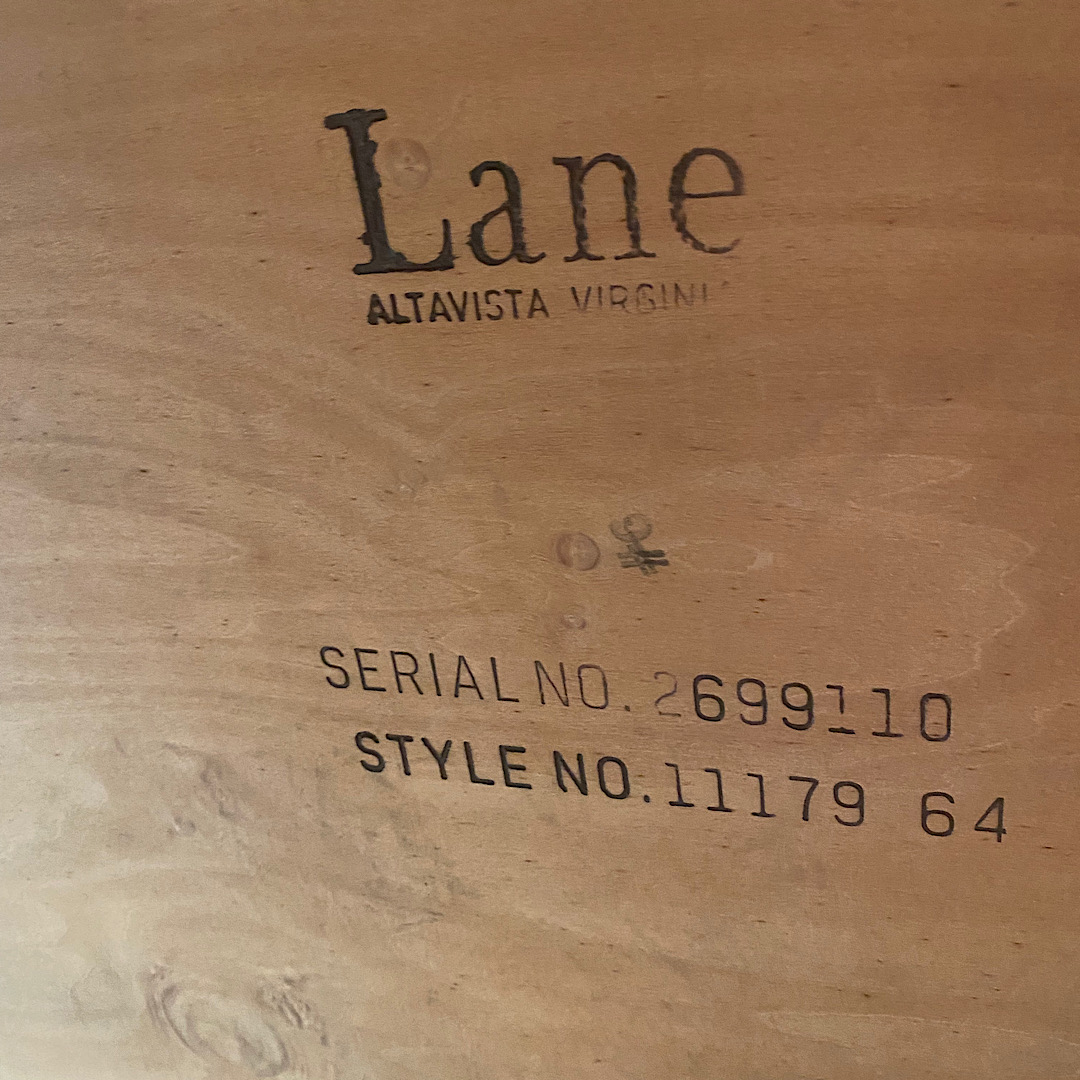 Lane
ALTAVISTA VIRGINI
SERIAL NO. 2699110
STYLE NO. 11179 64